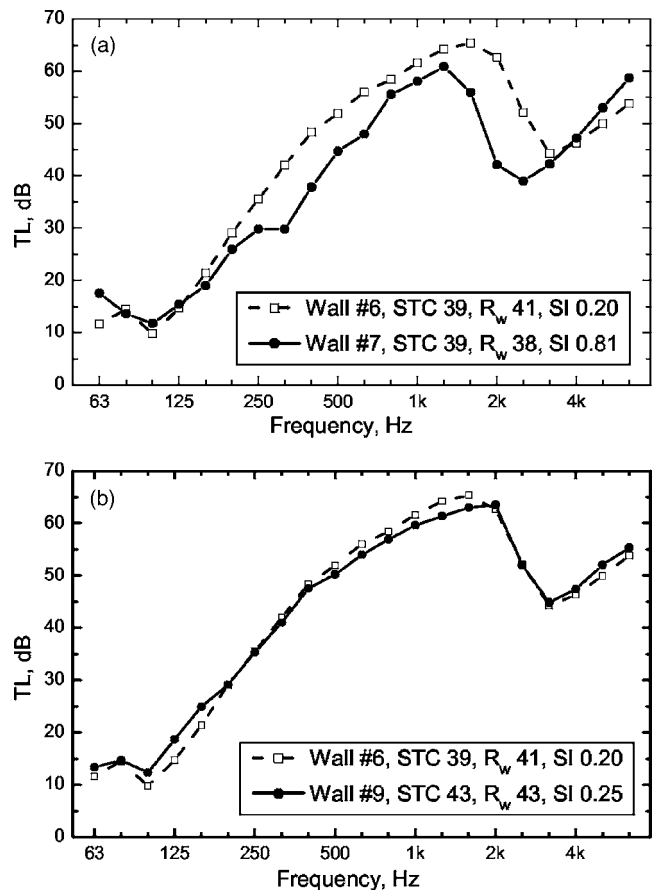 (a)
70
60
50
40
30
20
10
0
TL, dB
Wall #6, STC 39, Rw 41, SI 0.20
Wall #7, STC 39, Rw 38, SI 0.81
63 125 250 500 1k 2k 4k
Frequency, Hz
(b)
70
60
50
40
30
20
10
0
TL, dB
Wall #6, STC 39, Rw 41, SI 0.20
Wall #9, STC 43, Rw 43, SI 0.25
63 125 250 500 1k 2k 4k
Frequency, Hz